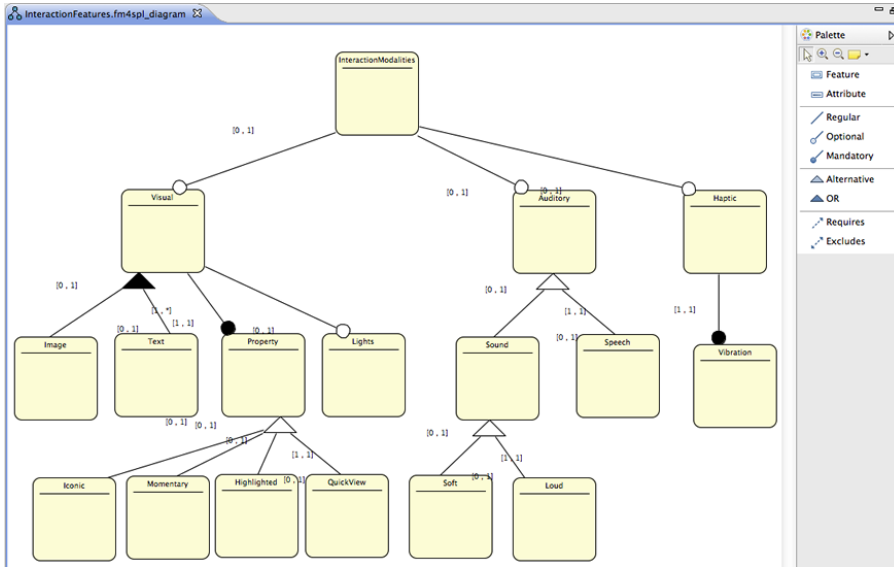 InteractionFeatures.fm4spl_diagram
Palette
InteractionModalities
Feature
Attribute
[0 , 1]
Regular
Optional
Mandatory
[0 , 1]
[0 , 1]
Visual
Auditory
Haptic
Alternative
OR
Requires
Excludes
[0 , 1]
[0 , 1]
[1 , *]
[1 , 1]
[1 , 1]
[0 , 1]
[1 , 1]
[0 , 1]
[0 , 1]
Image
Text
Property
Lights
Sound
Speech
Vibration
[0 , 1]
[0 , 1]
[0 , 1]
[0 , 1]
[1 , 1]
[1 , 1]
[0 , 1]
[0 , 1]
Iconic
Momentary
Highlighted
QuickView
Soft
Loud